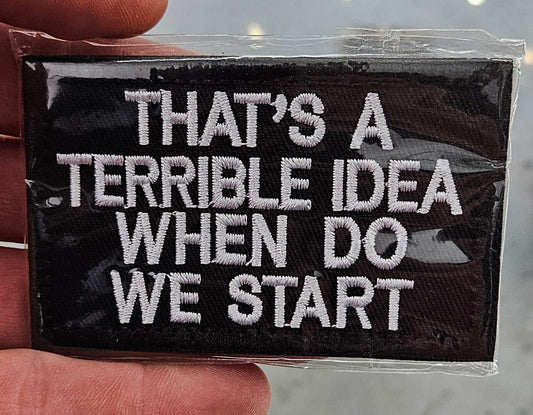 THAT'S A
TERRIBLE IDEA
WHEN DO
WE START